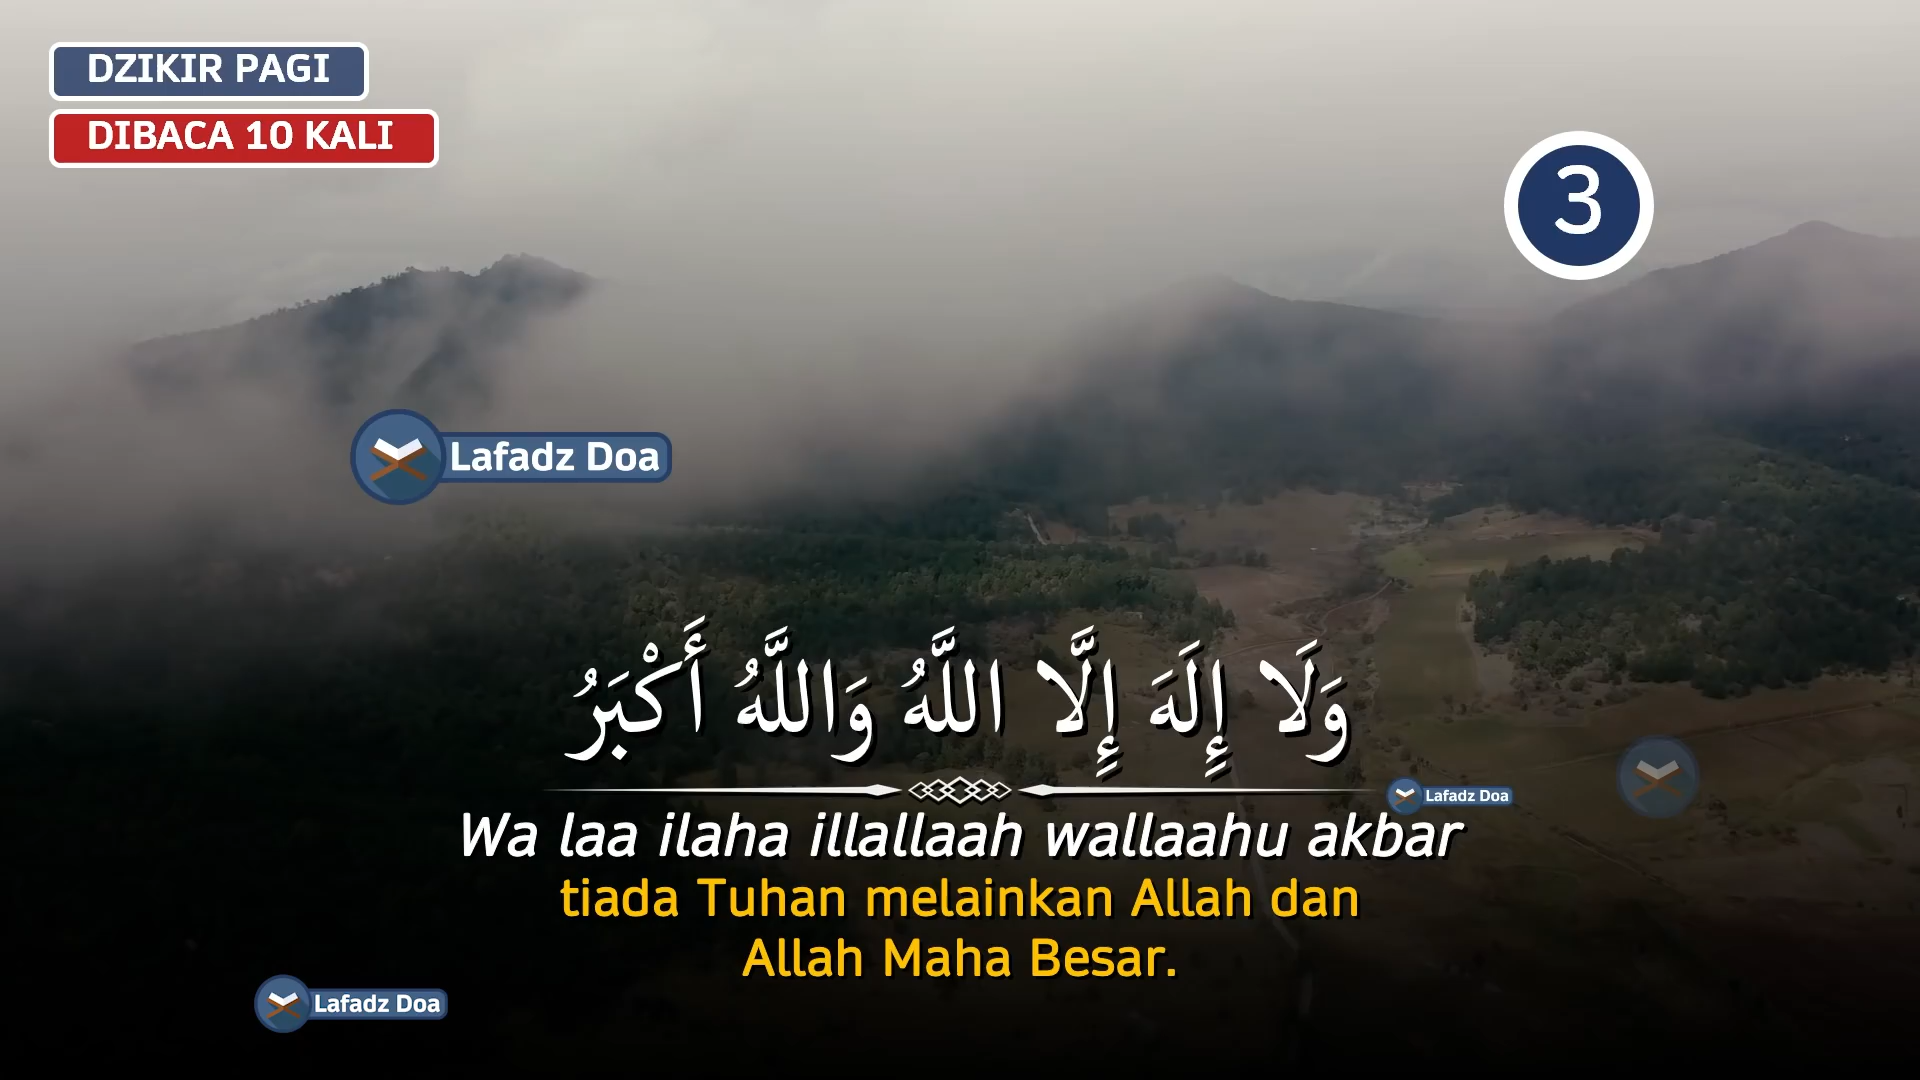 DZIKIR PAGI
DIBACA 10 KALI
3
Lafadz Doa
وَلَا إِلَهَ إِلَّا اللَّهُ وَاللَّهُ أَكْبَرُ
Lafadz Doa
Wa laa ilaha illallaah wallaahu akbar
tiada Tuhan melainkan Allah dan
Allah Maha Besar.
Lafadz Doa